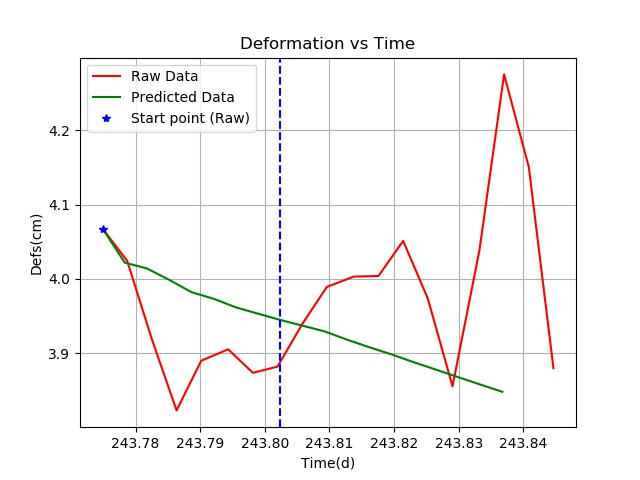 Deformation vs Time
Raw Data
Predicted Data
Start point (Raw)
4.2
4.1
4.0
3.9
Defs(cm)
243.78 243.79 243.80 243.81 243.82 243.83 243.84
Time(d)